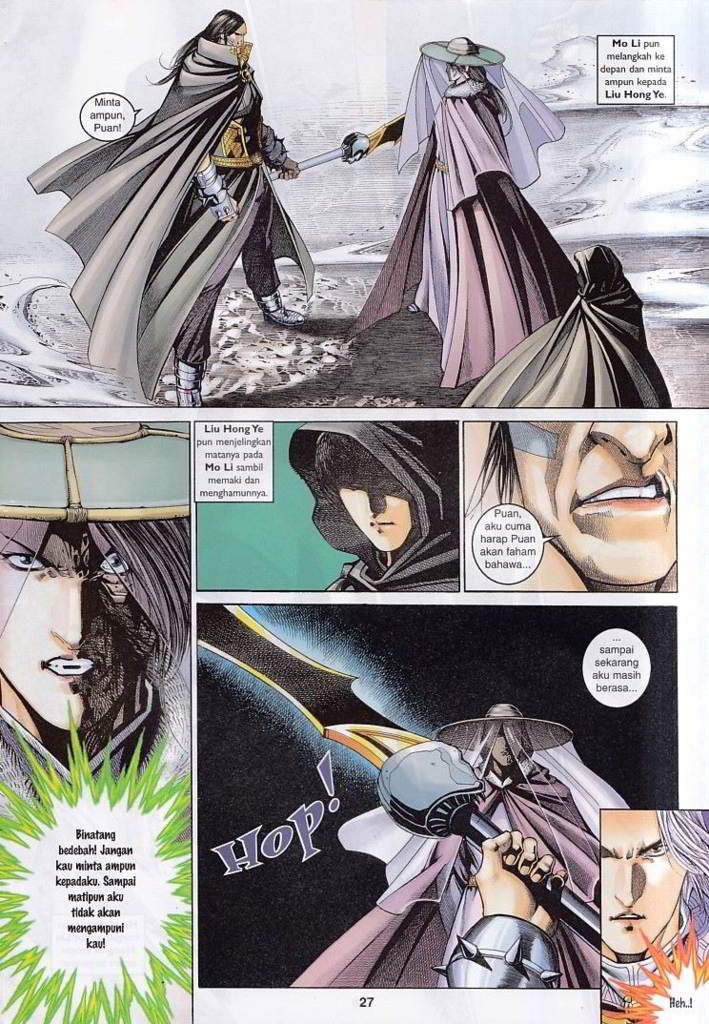 Mo Li pun
melangkah ke
depan dan minta
ampun kepada
Liu Hong Ye.
Minta
ampun,
Puan!
Liu Hong Ye
pun menjelingkan
matanya pada
Mo Li sambil
memaki dan
menghamunnya.
Puan,
aku cuma
harap Puan
akan faham
bahawa...
Binatang
bedebah! Jangan
kau minta ampun
kepadaku. Sampai
matipun aku
tidak akan
mengampuni
kau!
...
sampai
sekarang
aku masih
berasa...
Hop!
Heh..!
27